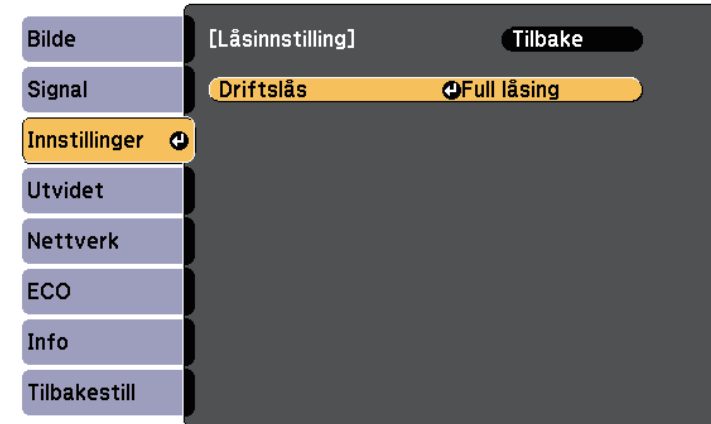 Bilde
Signal
Innstillinger
Utvidet
Nettverk
ECO
Info
Tilbakestill
[Låsinnstilling] Tilbake
Driftslås Full låsing